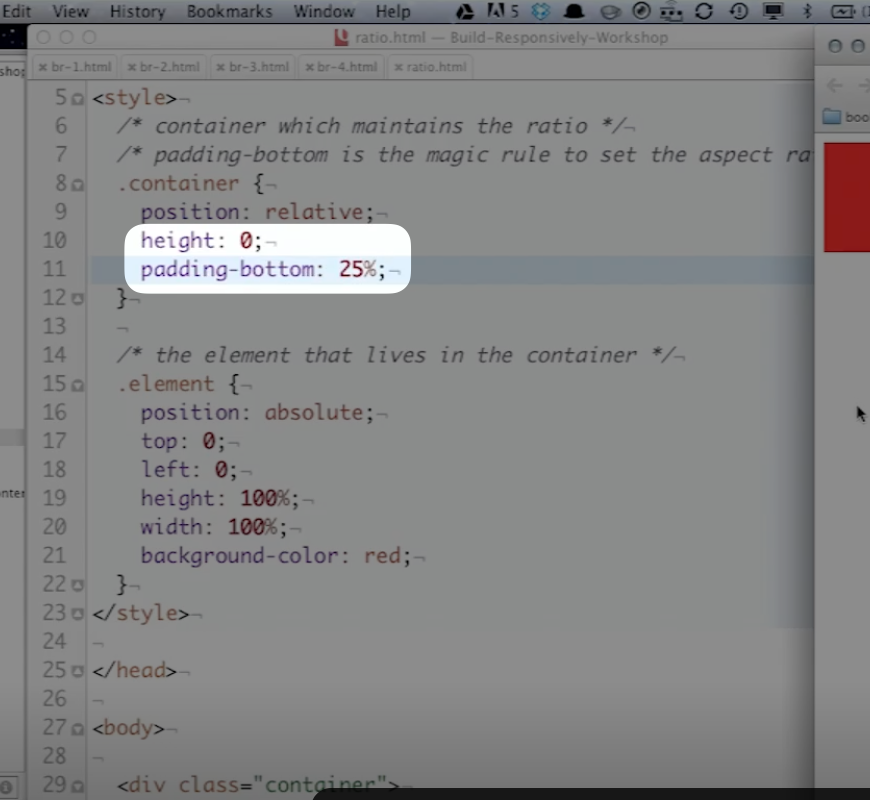 Edit View History Bookmarks Window Help 5
ratio.html — Build-Responsively-Workshop
br-1.html br-2.html br-3.html br-4.html ratio.html
5 <style>¬
6 /* container which maintains the ratio */¬
7 /* padding-bottom is the magic rule to set the aspect ra
8 .container {¬
9 position: relative;¬
10 height: 0;¬
11 padding-bottom: 25%;¬
12 }¬
13 ¬
14 /* the element that lives in the container */¬
15 .element {¬
16 position: absolute;¬
17 top: 0;¬
18 left: 0;¬
19 height: 100%;¬
20 width: 100%;¬
21 background-color: red;¬
22 }¬
23 </style>¬
24 ¬
25 </head>¬
26 ¬
27 <body>¬
28 ¬
29 <div class="container">¬
shop
nter
boo